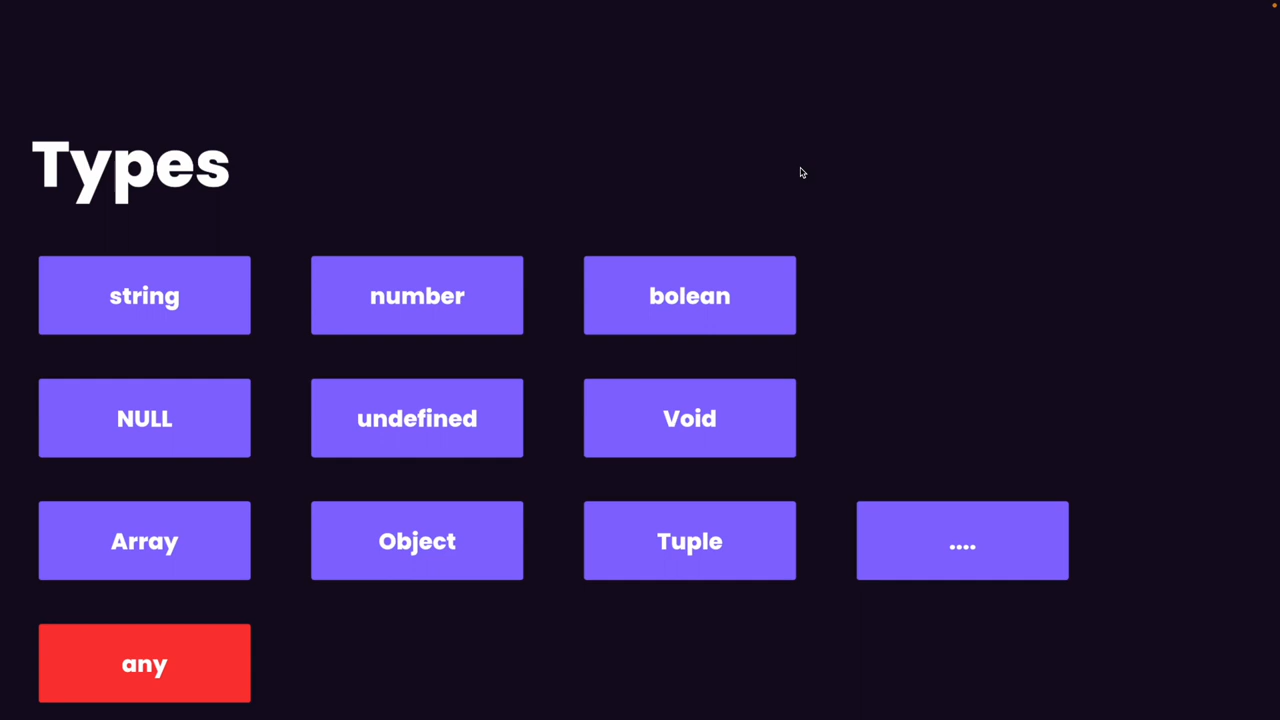 Types
string
number
bolean
NULL
undefined
Void
Array
Object
Tuple
....
any